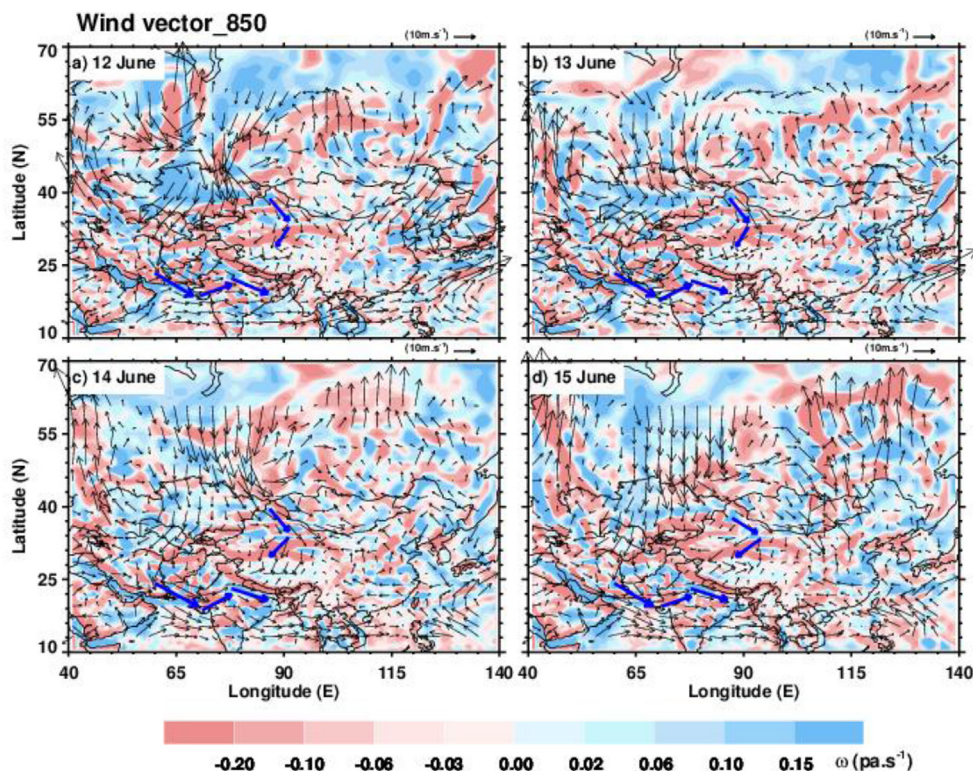 Wind vector_850
(10m.s⁻¹) (10m.s⁻¹)
70
a) 12 June b) 13 June
55
Latitude (N)
40
25
10
(10m.s⁻¹) (10m.s⁻¹)
70
c) 14 June d) 15 June
55
Latitude (N)
40
25
10
40 65 90 115 140 40 65 90 115 140
Longitude (E) Longitude (E)
-0.20 -0.10 -0.06 -0.03 0.00 0.02 0.06 0.10 0.15 ω (pa.s⁻¹)